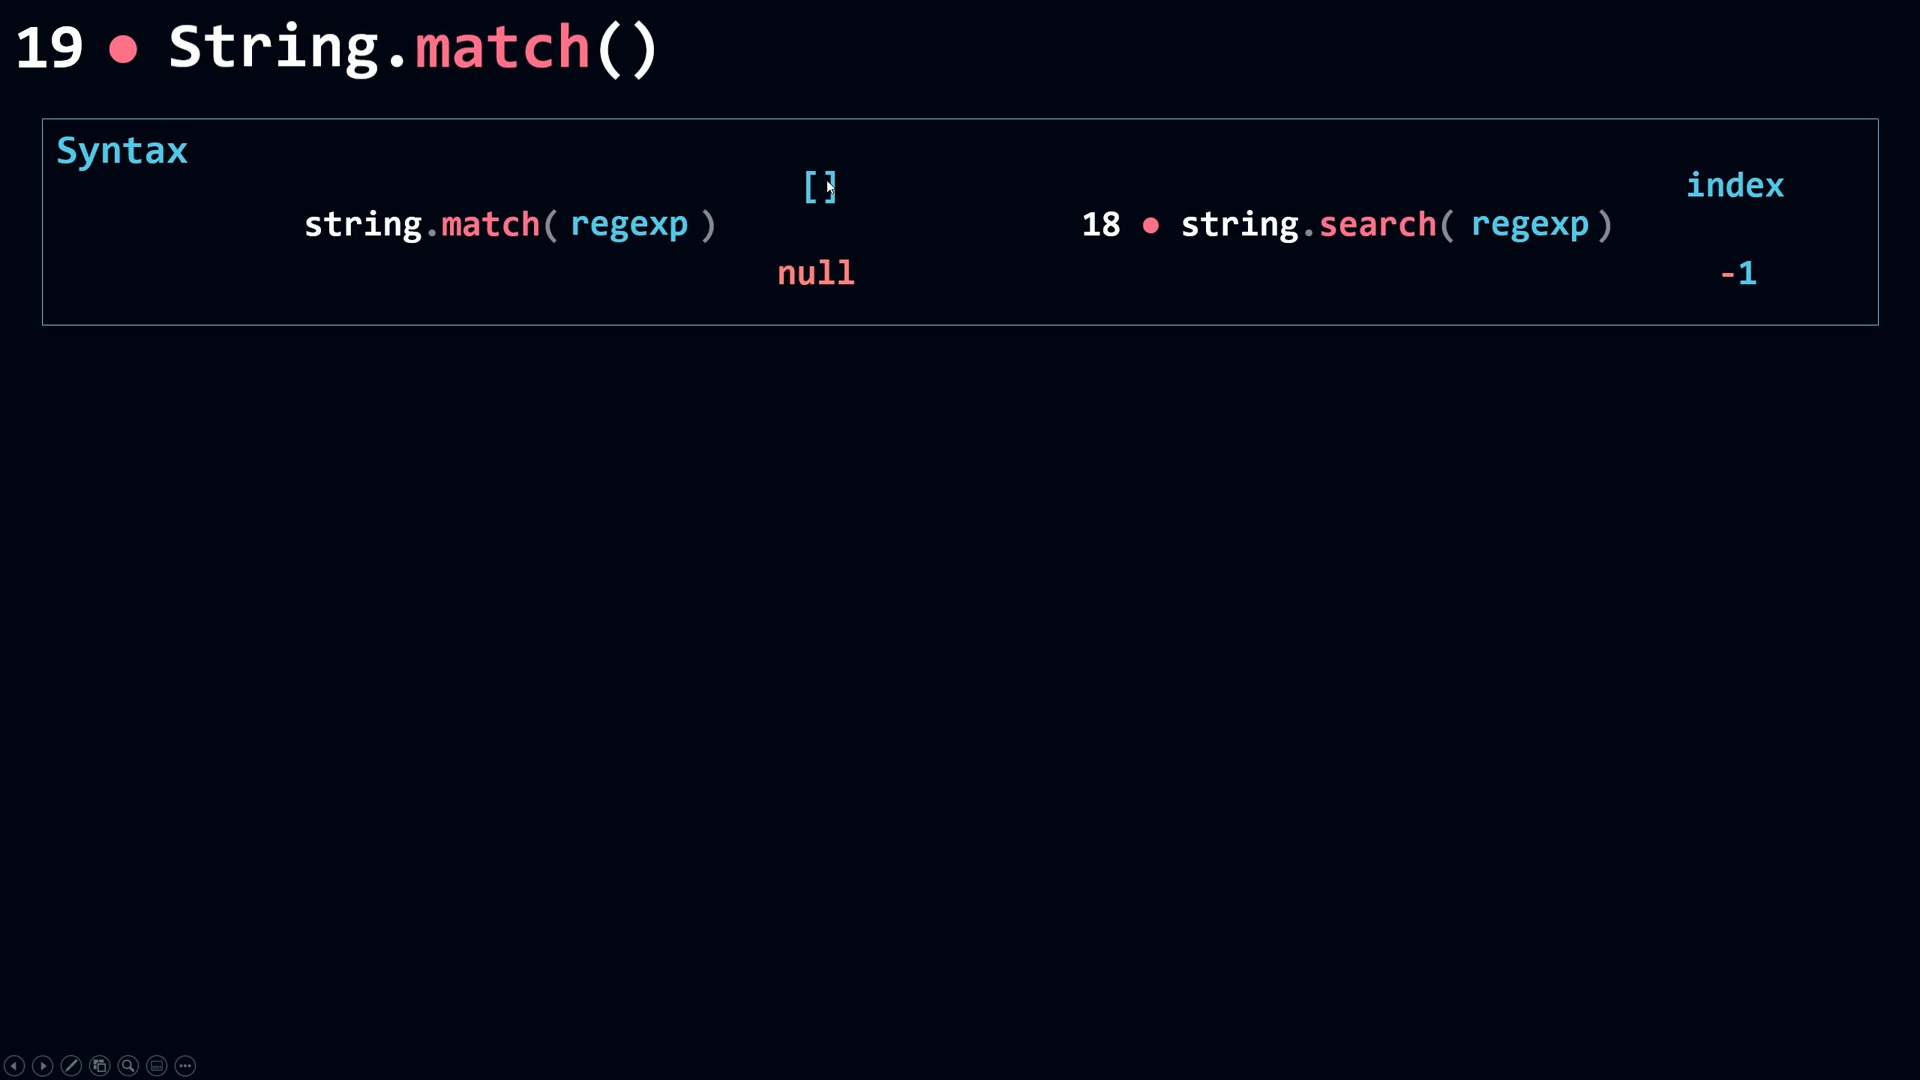 19 • String.match()
Syntax
[]
index
string.match( regexp )
18 • string.search( regexp )
null
-1